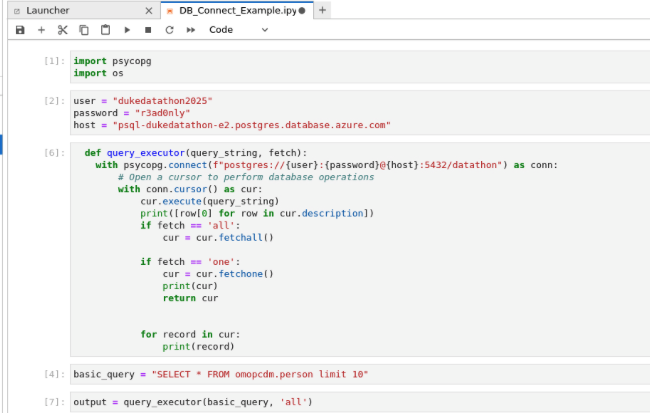 Launcher
DB_Connect_Example.ipy
Code
[1]:
import psycopg
import os
[2]:
user = "dukedatathon2025"
password = "r3ad0nly"
host = "psql-dukedatathon-e2.postgres.database.azure.com"
[6]:
def query_executor(query_string, fetch):
with psycopg.connect(f"postgres://{user}:{password}@{host}:5432/datathon") as conn:
# Open a cursor to perform database operations
with conn.cursor() as cur:
cur.execute(query_string)
print([row[0] for row in cur.description])
if fetch == 'all':
cur = cur.fetchall()
if fetch == 'one':
cur = cur.fetchone()
print(cur)
return cur
for record in cur:
print(record)
[4]:
basic_query = "SELECT * FROM omopcdm.person limit 10"
[7]:
output = query_executor(basic_query, 'all')